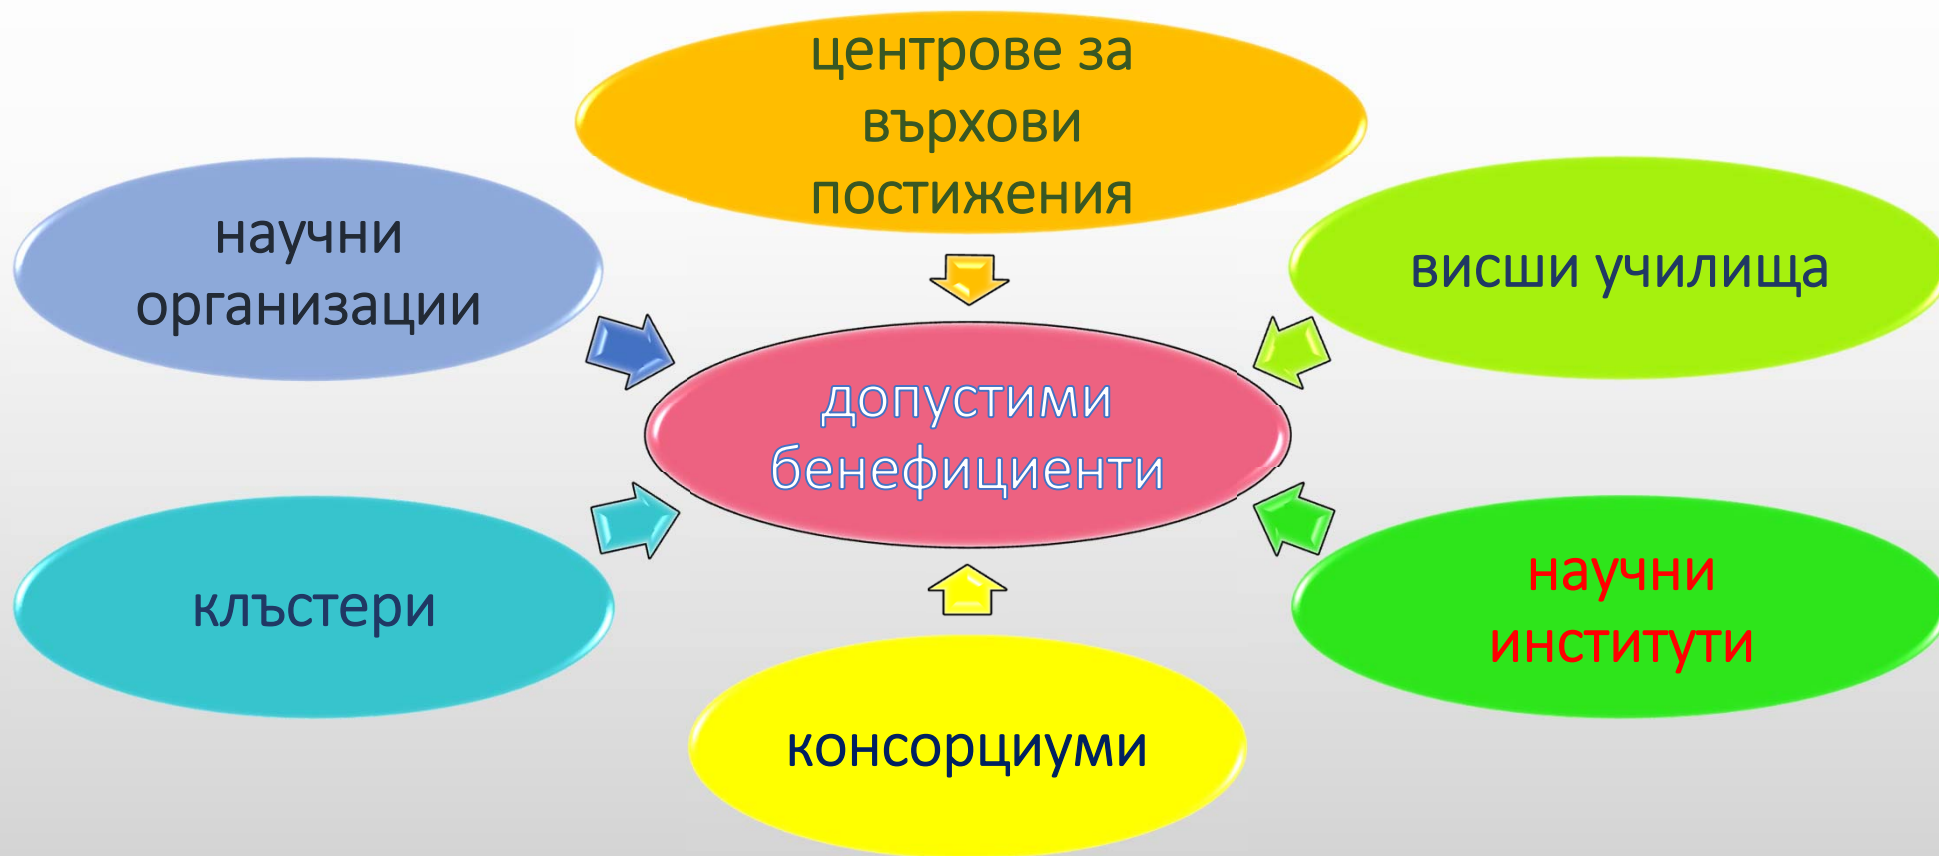 центрове за
върхови
постижения
научни
организации
висши училища
допустими
бенефициенти
клъстери
научни
институти
консорциуми